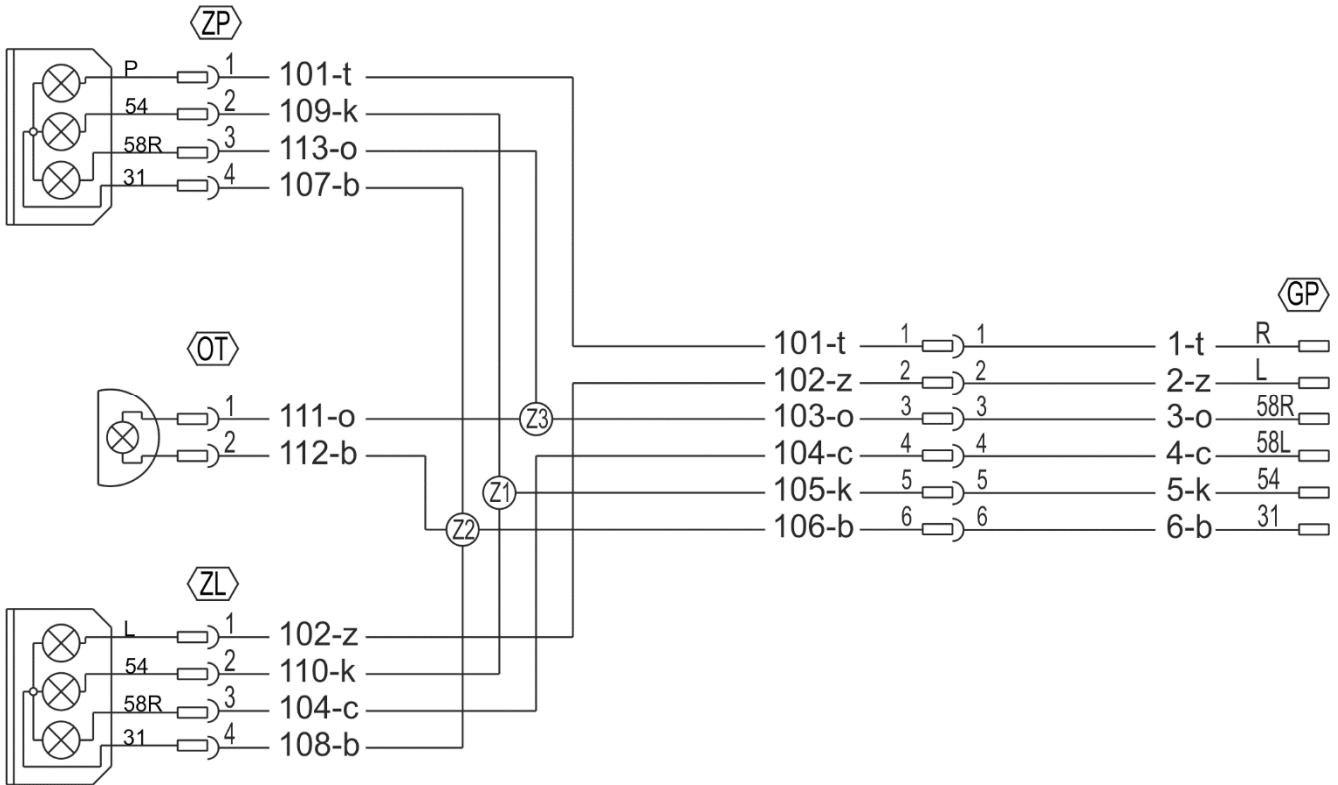 ZP
P 1 101-t
54 2 109-k
58R 3 113-o
31 4 107-b
GP
OT
101-t 1 1 1-t R
102-z 2 2 2-z L
1 111-o Z3 103-o 3 3 3-o 58R
2 112-b 104-c 4 4 4-c 58L
Z1 105-k 5 5 5-k 54
Z2 106-b 6 6 6-b 31
ZL
L 1 102-z
54 2 110-k
58R 3 104-c
31 4 108-b